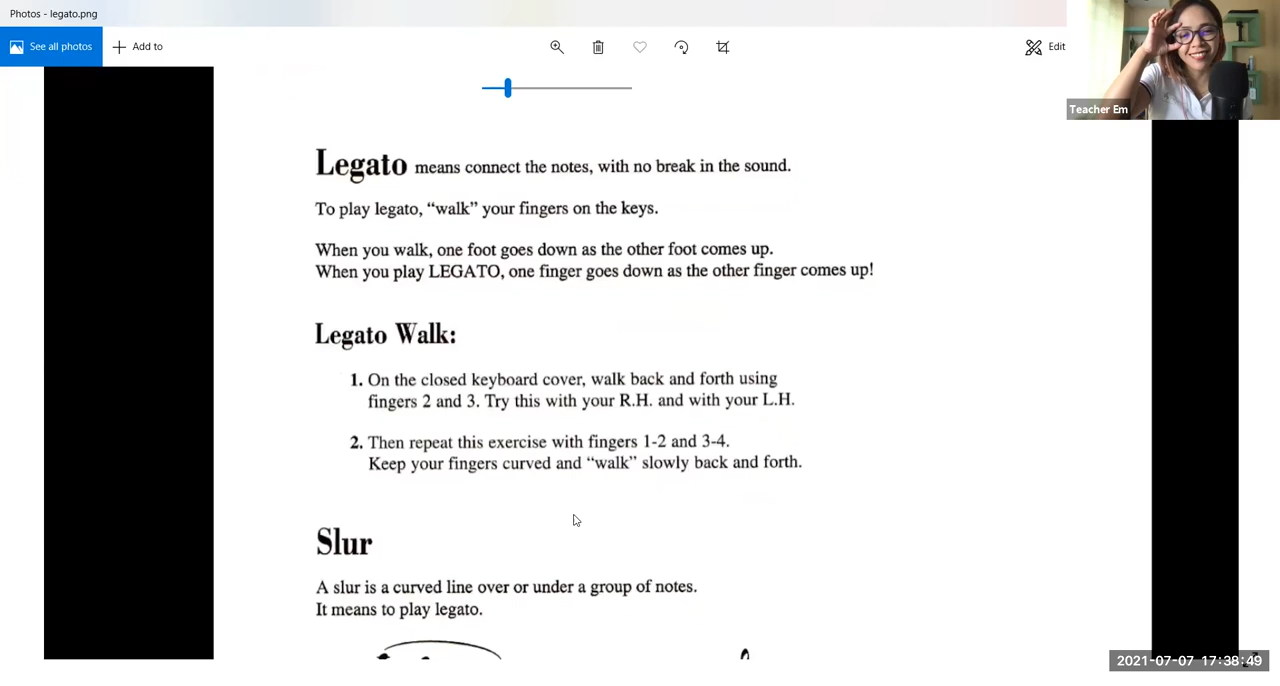 Photos - legato.png
See all photos
Add to
Edit
Teacher Em
Legato means connect the notes, with no break in the sound.
To play legato, “walk” your fingers on the keys.
When you walk, one foot goes down as the other foot comes up.
When you play LEGATO, one finger goes down as the other finger comes up!
Legato Walk:
1. On the closed keyboard cover, walk back and forth using
fingers 2 and 3. Try this with your R.H. and with your L.H.
2. Then repeat this exercise with fingers 1-2 and 3-4.
Keep your fingers curved and “walk” slowly back and forth.
Slur
A slur is a curved line over or under a group of notes.
It means to play legato.
2021-07-07 17:38:49